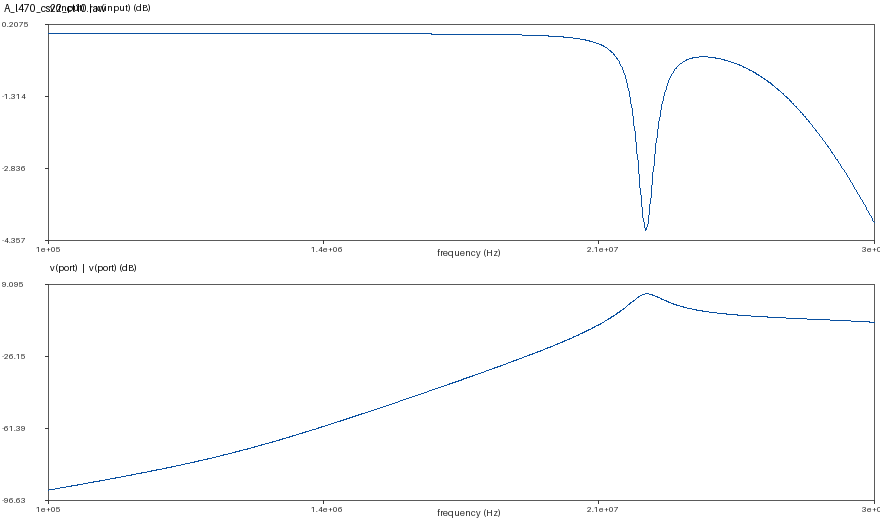 (input) (dB)
0.2075
-1.314
-2.836
-4.357
1e+05
1.4e+06
2.1e+07
3e+0
frequency (Hz)
v(port) | v(port) (dB)
9.095
-26.15
-61.39
-96.63
1e+05
1.4e+06
2.1e+07
3e+0
frequency (Hz)